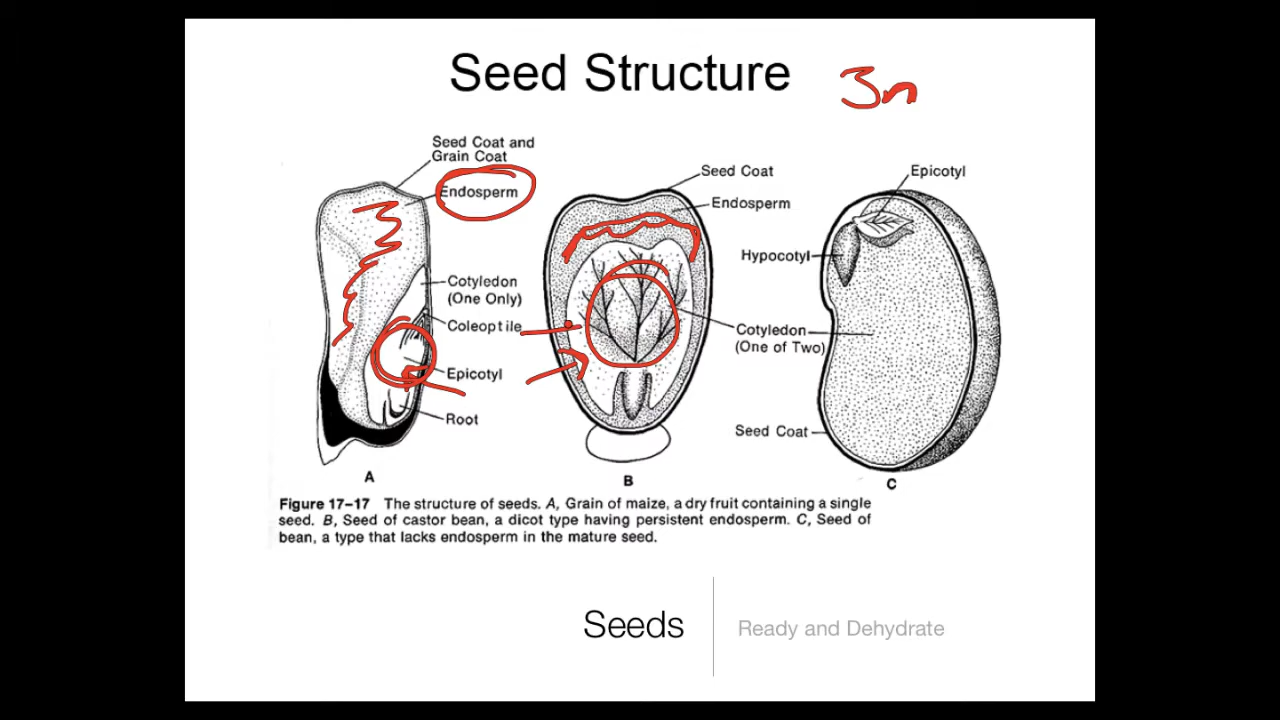 Seed Structure
3n
Seed Coat and
Grain Coat
Endosperm
Cotyledon
(One Only)
Coleoptile
Epicotyl
Root
A
Seed Coat
Endosperm
Cotyledon
(One of Two)
B
Epicotyl
Hypocotyl
Seed Coat
C
Figure 17–17 The structure of seeds. A, Grain of maize, a dry fruit containing a single
seed. B, Seed of castor bean, a dicot type having persistent endosperm. C, Seed of
bean, a type that lacks endosperm in the mature seed.
Seeds
Ready and Dehydrate